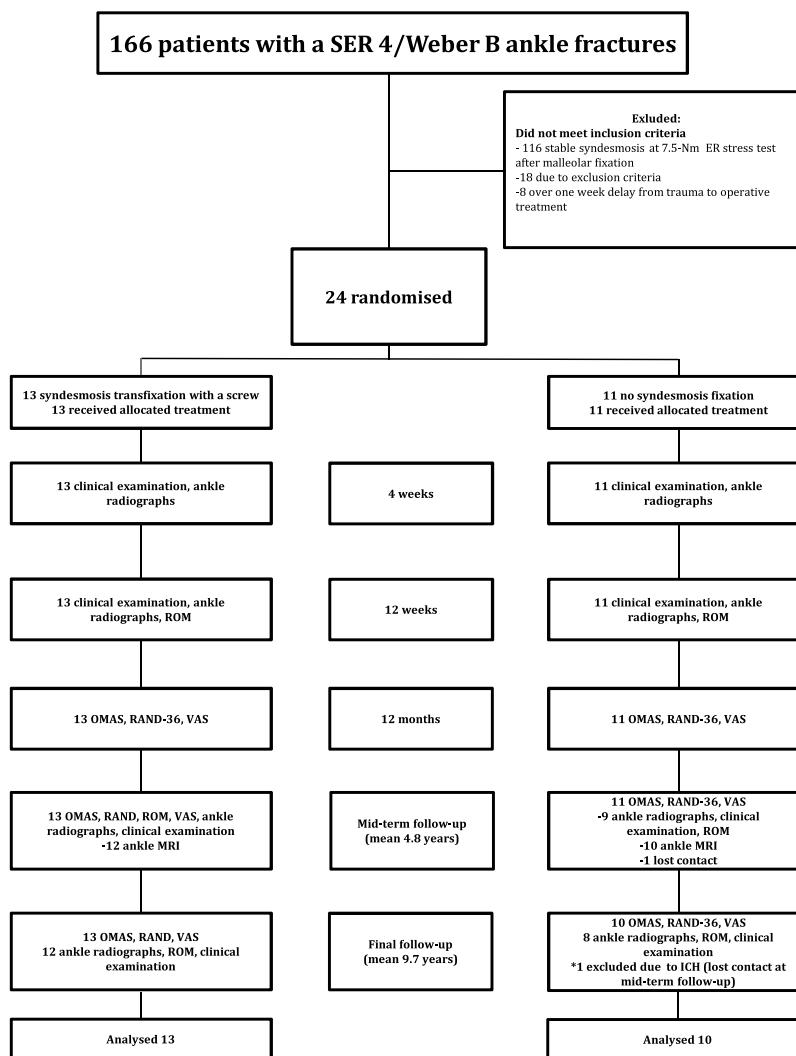 166 patients with a SER 4/Weber B ankle fractures
Exluded:
Did not meet inclusion criteria
- 116 stable syndesmosis at 7.5-Nm ER stress test
after malleolar fixation
-18 due to exclusion criteria
-8 over one week delay from trauma to operative
treatment
24 randomised
13 syndesmosis transfixation with a screw
13 received allocated treatment
11 no syndesmosis fixation
11 received allocated treatment
13 clinical examination, ankle
radiographs
4 weeks
11 clinical examination, ankle
radiographs
13 clinical examination, ankle
radiographs, ROM
12 weeks
11 clinical examination, ankle
radiographs, ROM
13 OMAS, RAND-36, VAS
12 months
11 OMAS, RAND-36, VAS
13 OMAS, RAND, ROM, VAS, ankle
radiographs, clinical examination
-12 ankle MRI
Mid-term follow-up
(mean 4.8 years)
11 OMAS, RAND-36, VAS
-9 ankle radiographs, clinical
examination, ROM
-10 ankle MRI
-1 lost contact
13 OMAS, RAND, VAS
12 ankle radiographs, ROM, clinical
examination
Final follow-up
(mean 9.7 years)
10 OMAS, RAND-36, VAS
8 ankle radiographs, ROM, clinical
examination
*1 excluded due to ICH (lost contact at
mid-term follow-up)
Analysed 13
Analysed 10